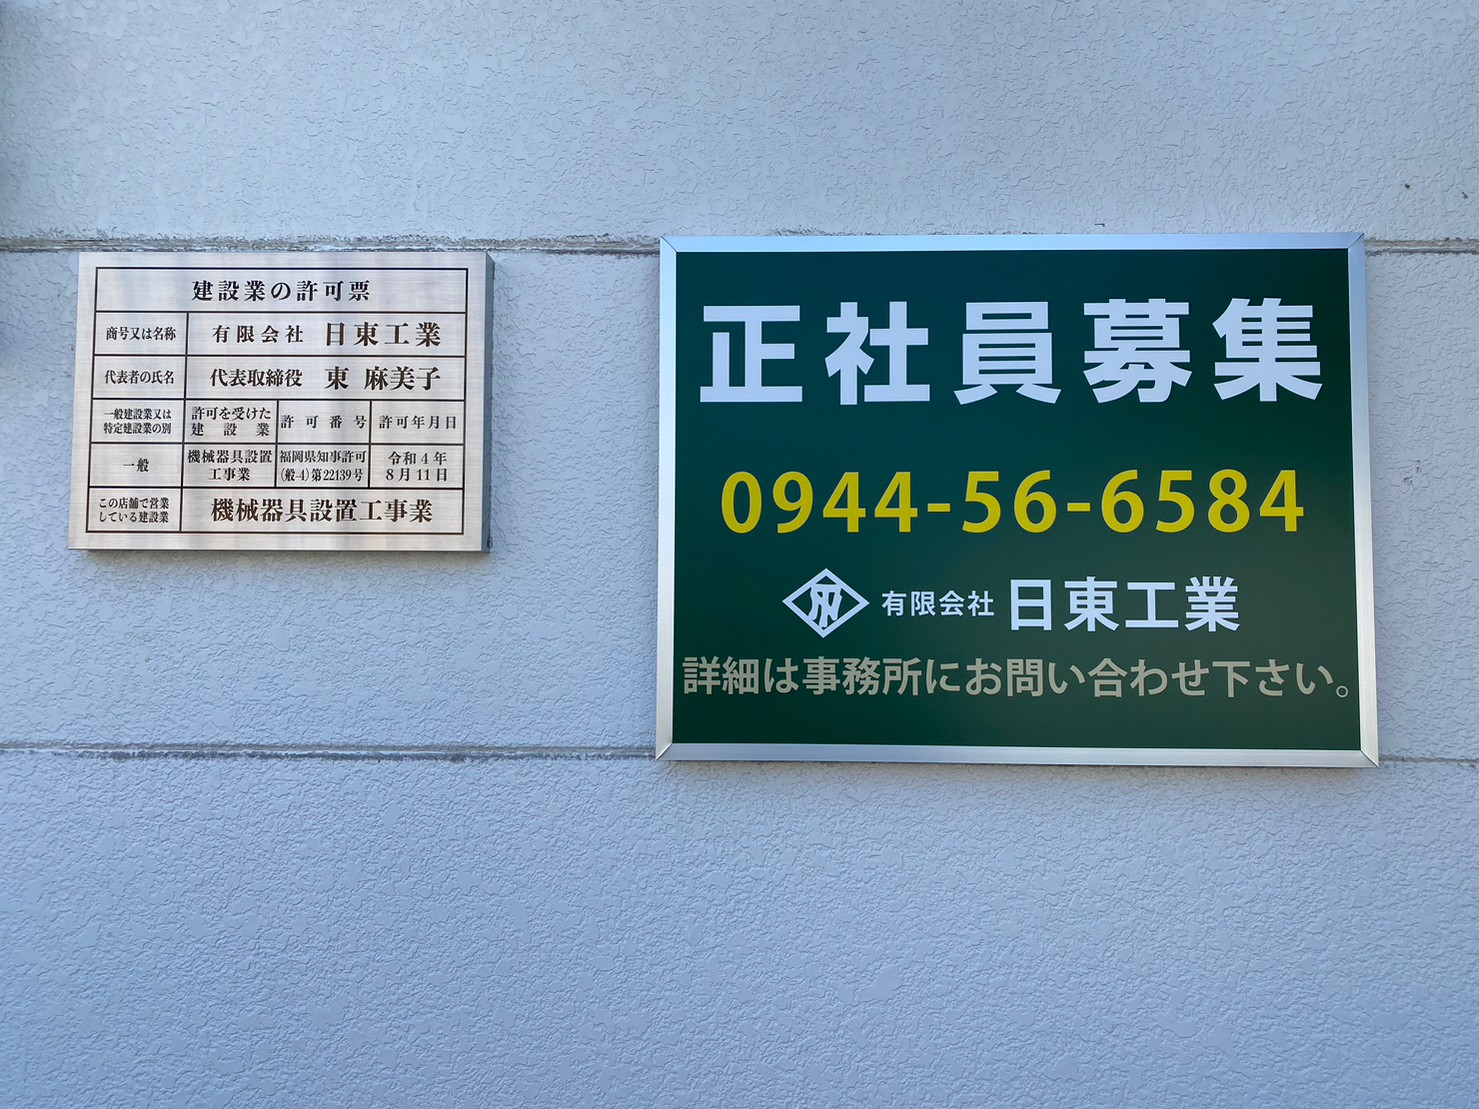 建設業の許可票
商号又は名称 有限会社 日東工業
代表者の氏名 代表取締役 東 麻美子
一般建設業又は
特定建設業の別
許可を受けた
建設業
許可番号
許可年月日
一般
機械器具設置
工事業
福岡県知事許可
(般-4)第22139号
令和4年
8月11日
この店舗で営業
している建設業
機械器具設置工事業
正社員募集
0944-56-6584
有限会社 日東工業
詳細は事務所にお問い合わせ下さい。